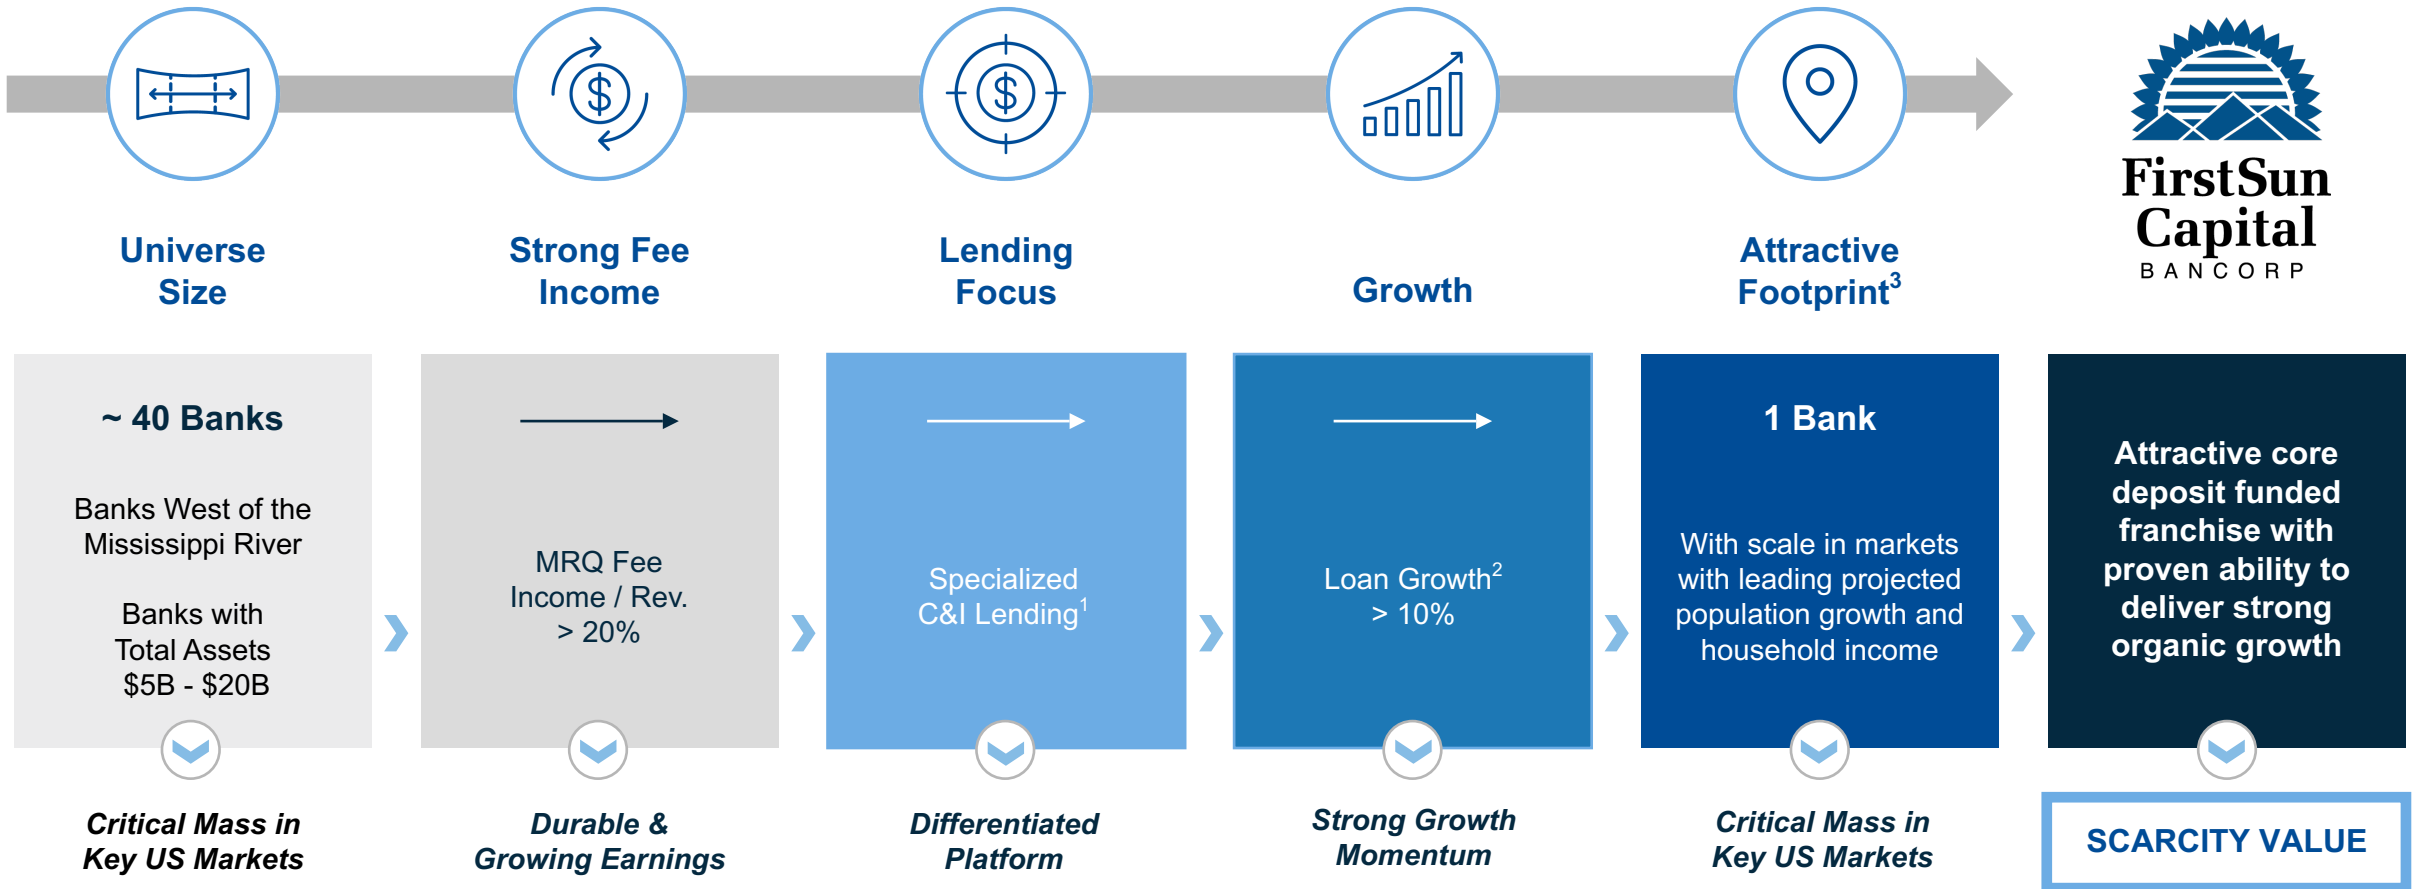 FirstSun
Capital
BANCORP
Universe
Size
Strong Fee
Income
Lending
Focus
Growth
Attractive
Footprint3
~ 40 Banks
Banks West of the
Mississippi River
Banks with
Total Assets
$5B - $20B
MRQ Fee
Income / Rev.
> 20%
Specialized
C&I Lending1
Loan Growth2
> 10%
1 Bank
With scale in markets
with leading projected
population growth and
household income
Attractive core
deposit funded
franchise with
proven ability to
deliver strong
organic growth
Critical Mass in
Key US Markets
Durable &
Growing Earnings
Differentiated
Platform
Strong Growth
Momentum
Critical Mass in
Key US Markets
SCARCITY VALUE